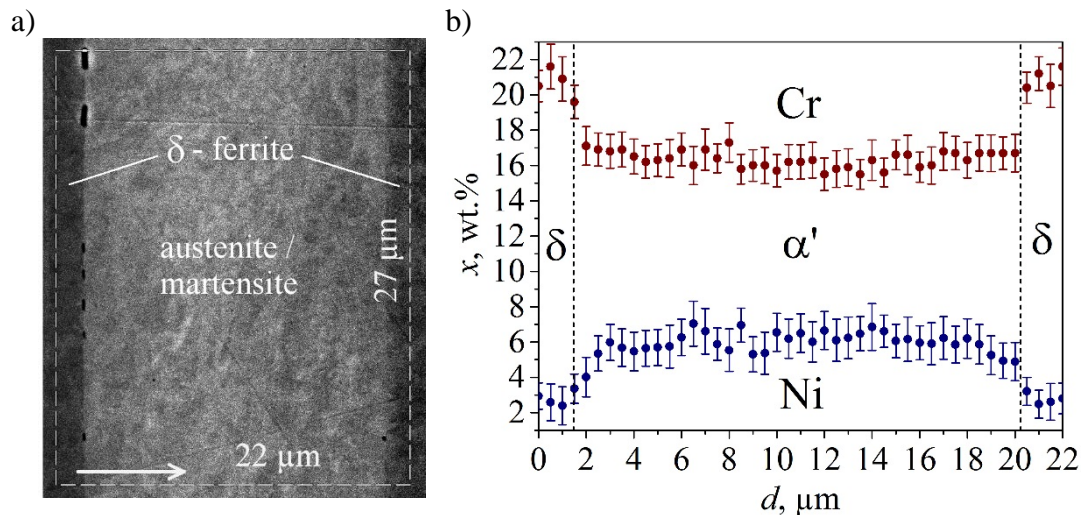 a)
δ - ferrite
austenite /
martensite
27 µm
22 µm
b)
22
20
18
16
14
12
10
8
6
4
2
x, wt.%
Cr
δ
α'
δ
Ni
0 2 4 6 8 10 12 14 16 18 20 22
d, µm